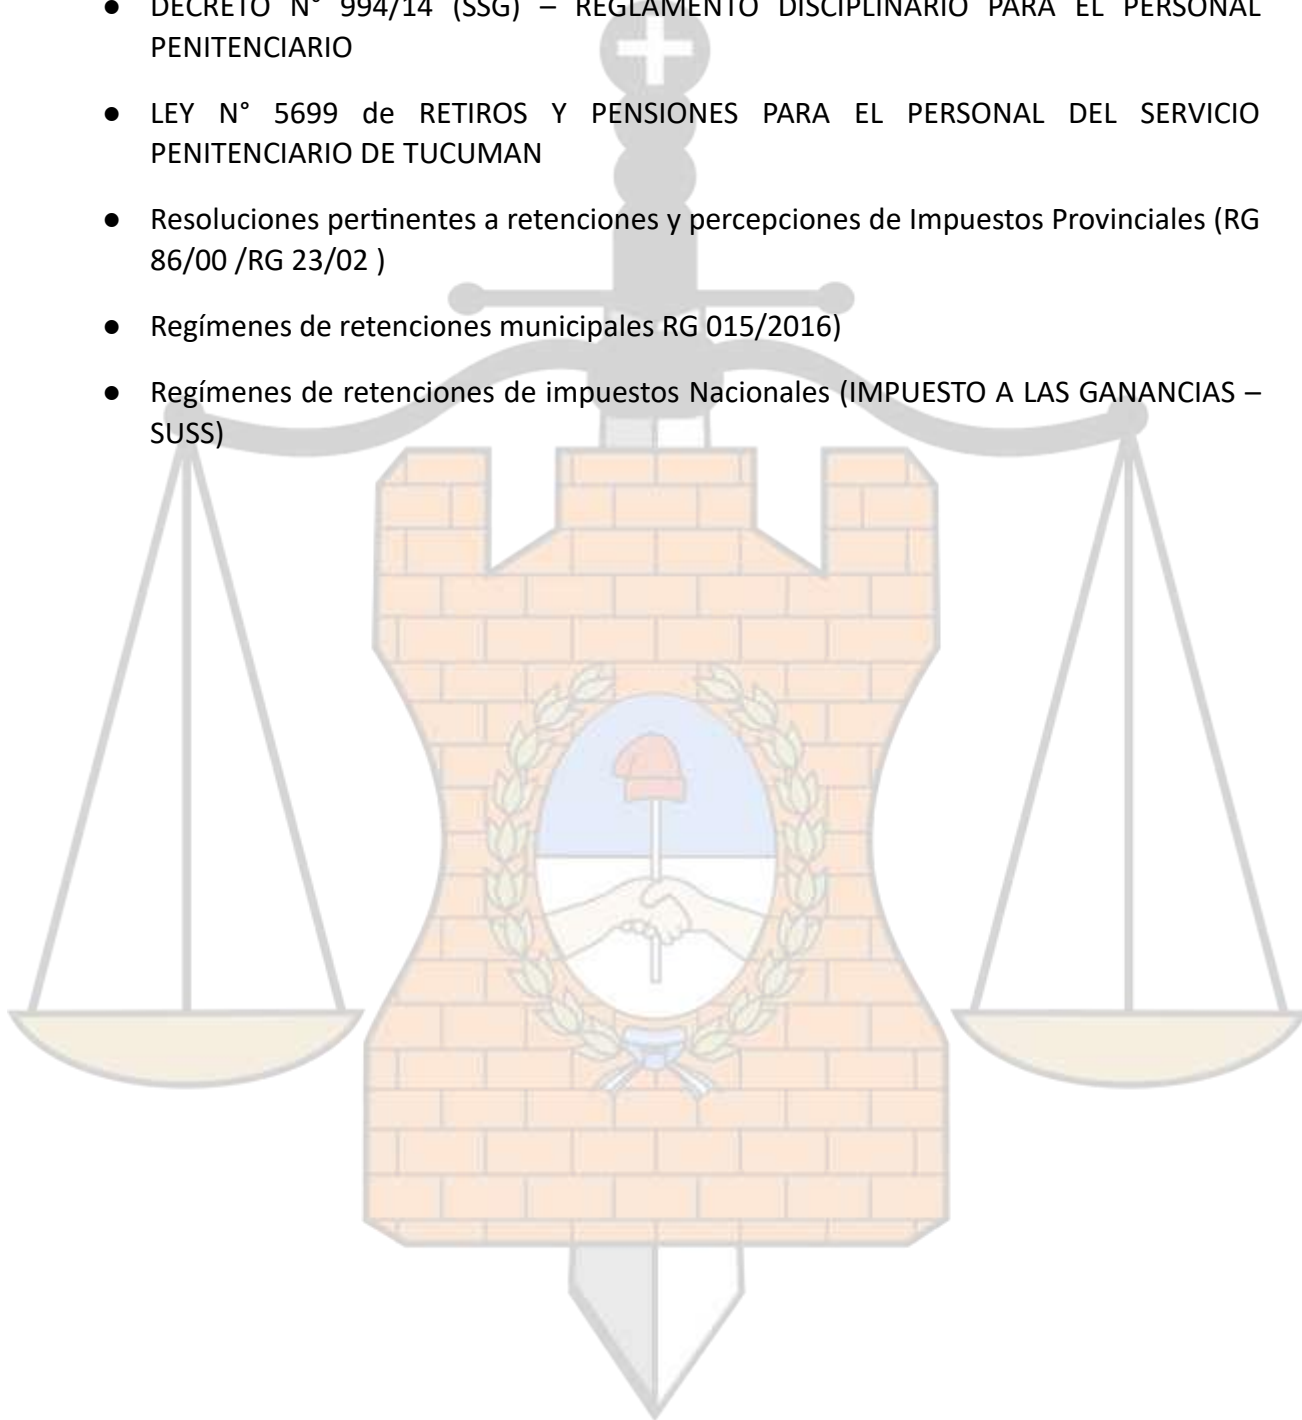 ● DECRETO N° 994/14 (SSG) – REGLAMENTO DISCIPLINARIO PARA EL PERSONAL
PENITENCIARIO
● LEY N° 5699 de RETIROS Y PENSIONES PARA EL PERSONAL DEL SERVICIO
PENITENCIARIO DE TUCUMAN
● Resoluciones pertinentes a retenciones y percepciones de Impuestos Provinciales (RG
86/00 /RG 23/02 )
● Regímenes de retenciones municipales RG 015/2016)
● Regímenes de retenciones de impuestos Nacionales (IMPUESTO A LAS GANANCIAS –
SUSS)